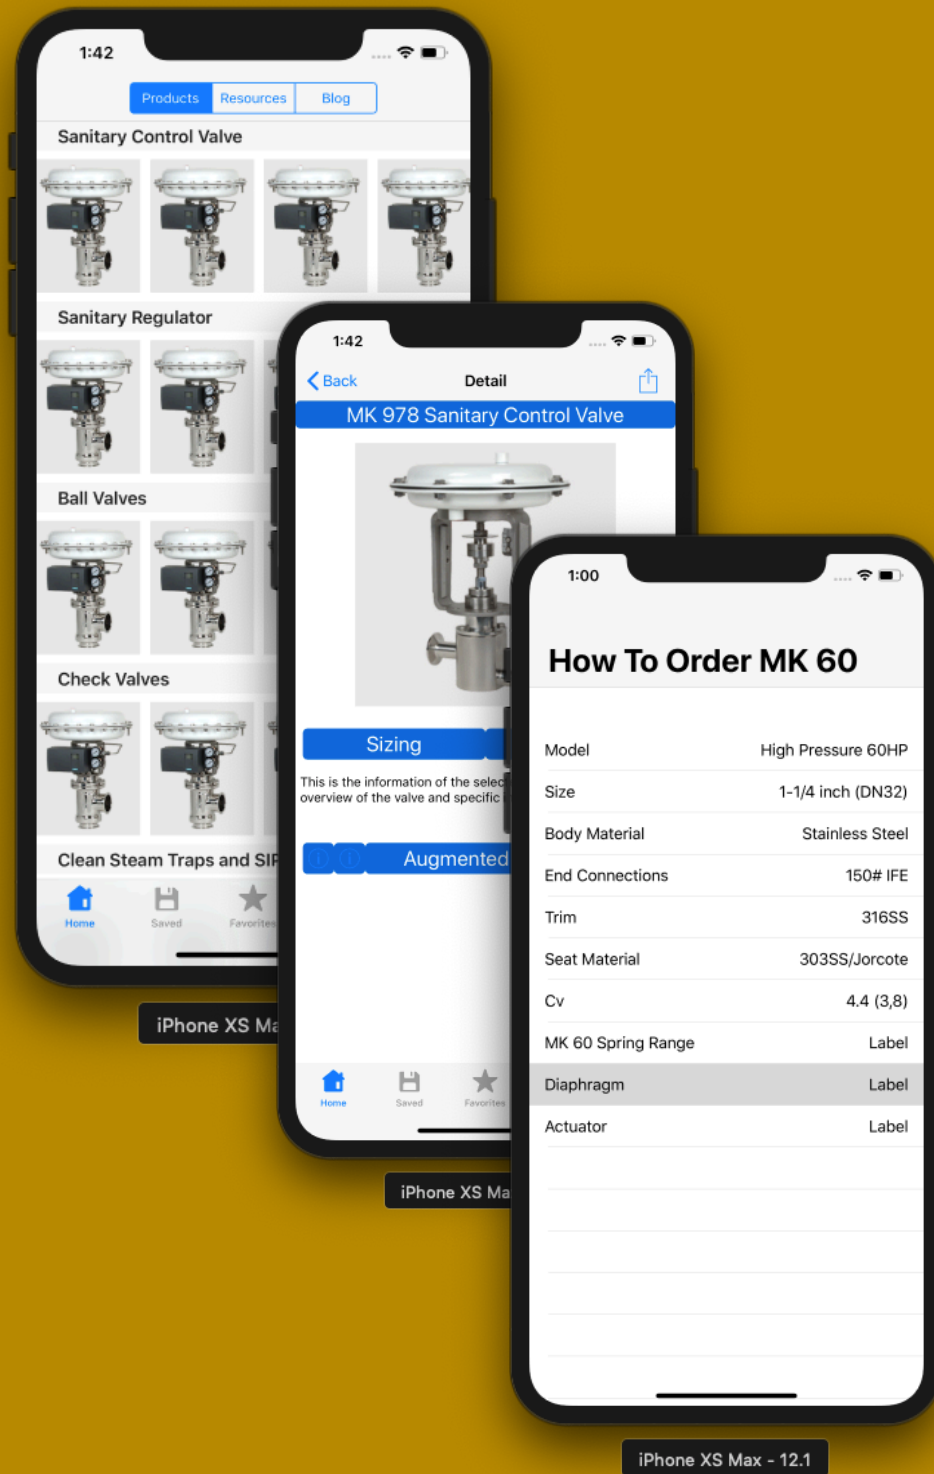 1:42
Products Resources Blog
Sanitary Control Valve
Sanitary Regulator
Ball Valves
Check Valves
Clean Steam Traps and SIP
Home Saved Favorites
iPhone XS Ma
1:42
Back Detail
MK 978 Sanitary Control Valve
Sizing
This is the information of the selec
overview of the valve and specific
Augmented
Home Saved Favorites
iPhone XS Ma
1:00
How To Order MK 60
Model High Pressure 60HP
Size 1-1/4 inch (DN32)
Body Material Stainless Steel
End Connections 150# IFE
Trim 316SS
Seat Material 303SS/Jorcote
Cv 4.4 (3,8)
MK 60 Spring Range Label
Diaphragm Label
Actuator Label
iPhone XS Max - 12.1